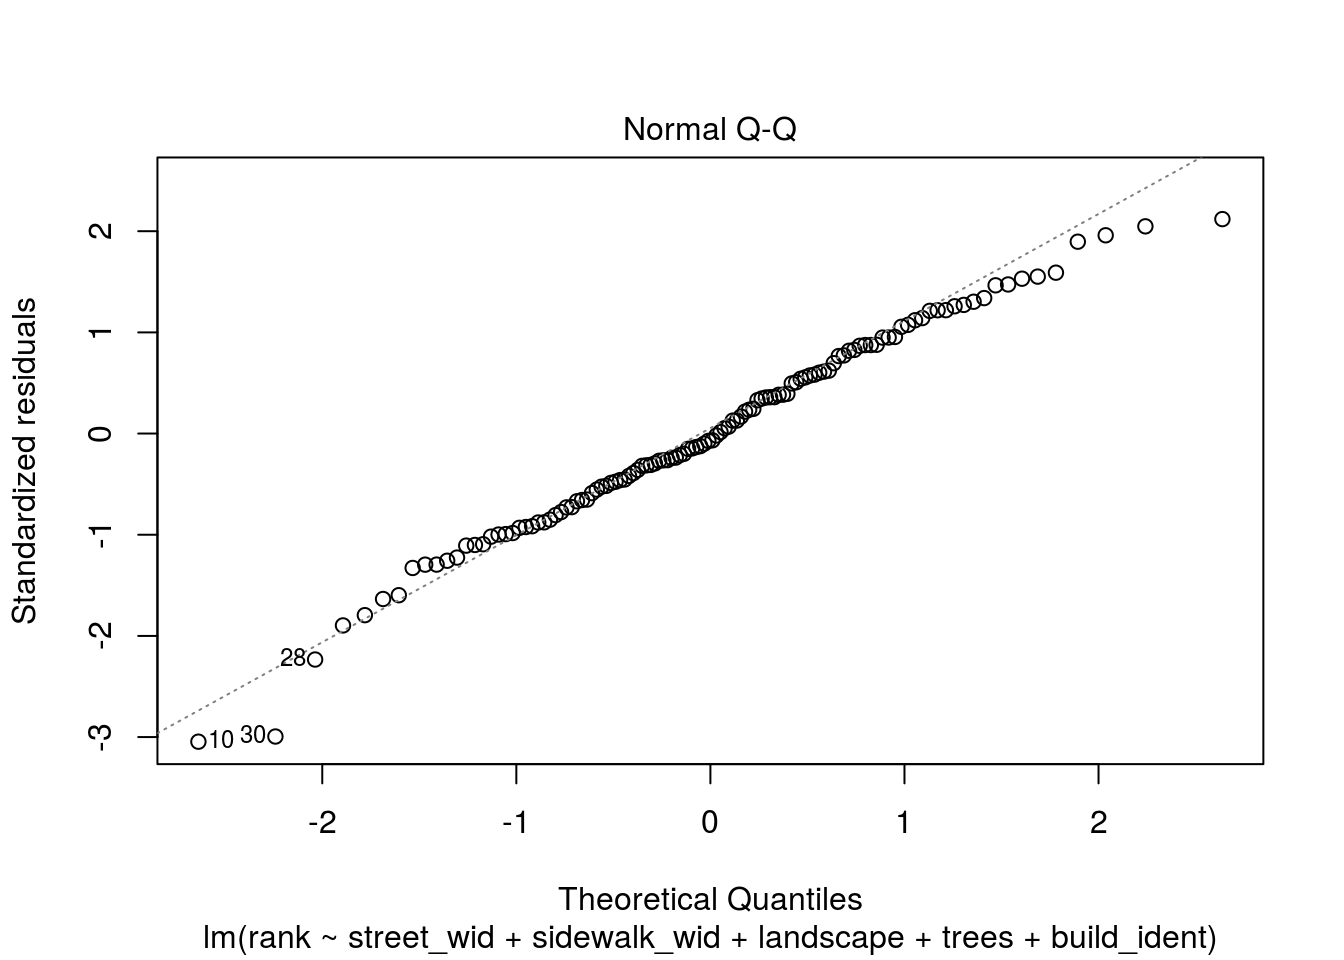 Normal Q-Q
Standardized residuals
2
1
0
-1
-2
-3
28
10 30
-2 -1 0 1 2
Theoretical Quantiles
lm(rank ~ street_wid + sidewalk_wid + landscape + trees + build_ident)